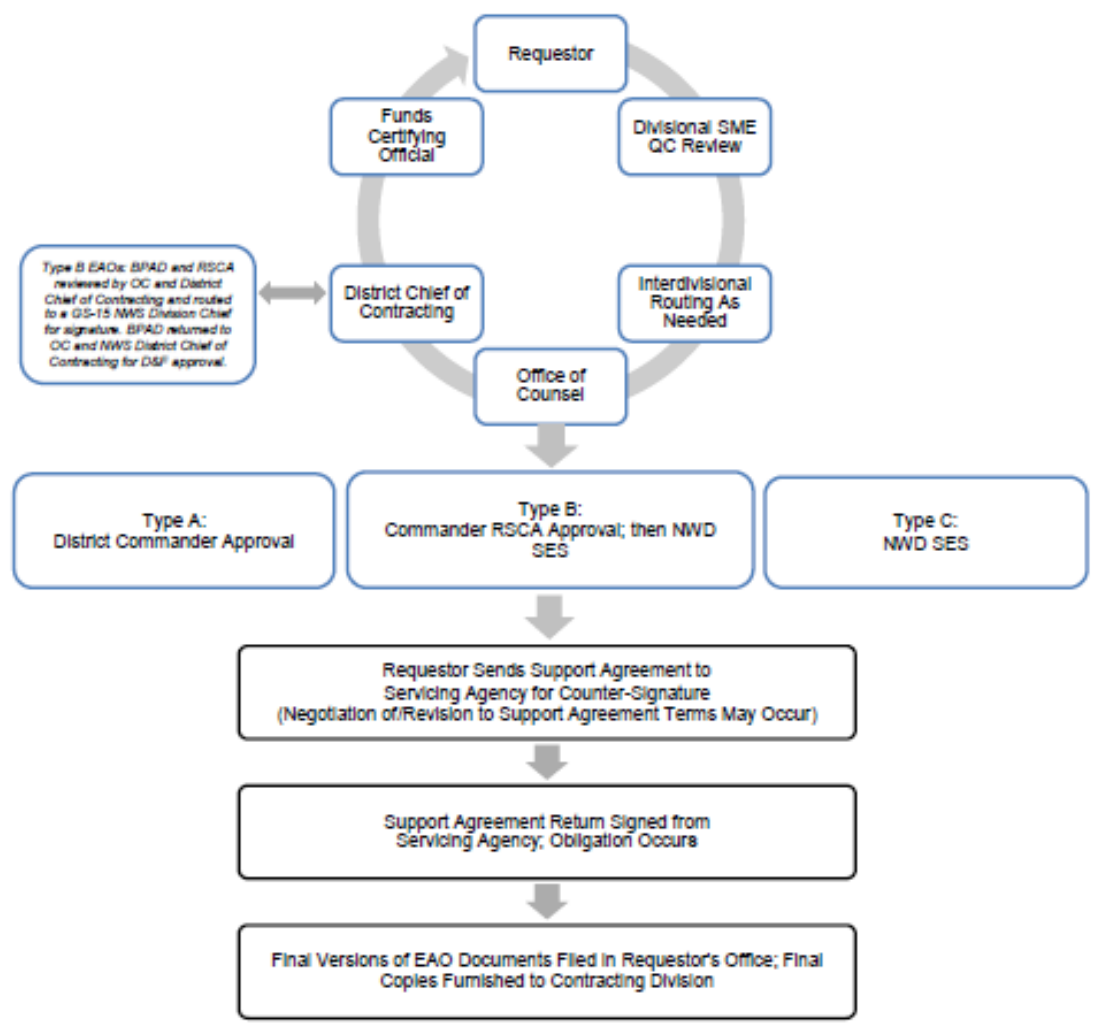 Requestor
Divisional SME
QC Review
Interdivisional
Routing As
Needed
Office of
Counsel
District Chief of
Contracting
Funds
Certifying
Official
Type B EAOs: BPAD and RSCA
reviewed by OC and District
Chief of Contracting and routed
to a GS-15 NWS Division Chief
for signature. BPAD returned to
OC and NWS District Chief of
Contracting for D&F approval.
Type A:
District Commander Approval
Type B:
Commander RSCA Approval; then NWD
SES
Type C:
NWD SES
Requestor Sends Support Agreement to
Servicing Agency for Counter-Signature
(Negotiation of/Revision to Support Agreement Terms May Occur)
Support Agreement Return Signed from
Servicing Agency; Obligation Occurs
Final Versions of EAO Documents Filed in Requestor's Office; Final
Copies Furnished to Contracting Division